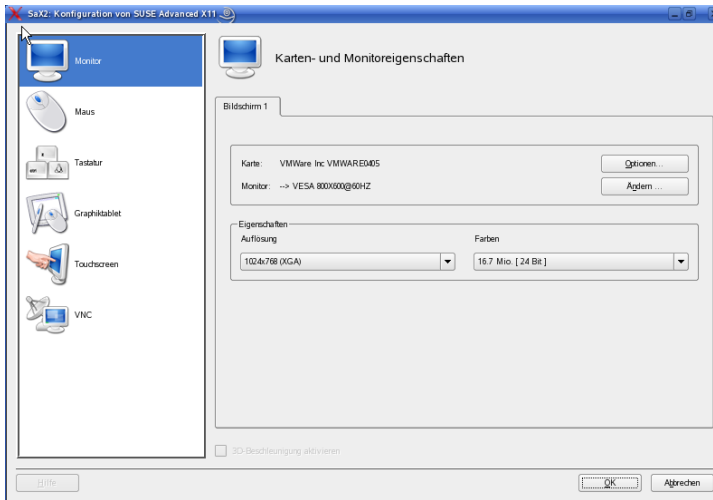 SaX2: Konfiguration von SUSE Advanced X11
Monitor
Maus
Tastatur
Graphiktablet
Touchscreen
VNC
Karten- und Monitoreigenschaften
Bildschirm 1
Karte: VMWare Inc VMWARE0405
Optionen...
Monitor: --> VESA 800X600@60HZ
Ändern ...
Eigenschaften
Auflösung
Farben
1024x768 (XGA)
16.7 Mio. [ 24 Bit ]
3D-Beschleunigung aktivieren
Hilfe
OK
Abbrechen